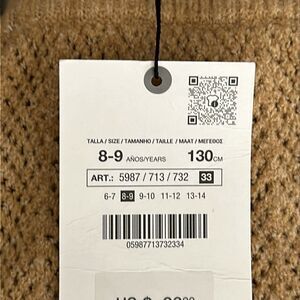 TALLA / SIZE / TAMANHO / TAILLE / MAAT / ΜΕΓΕΘΟΣ
8-9 AÑOS/YEARS 130CM
ART.: 5987 / 713 / 732 33
6-7 8-9 9-10 11-12 13-14
05987713732334
US $